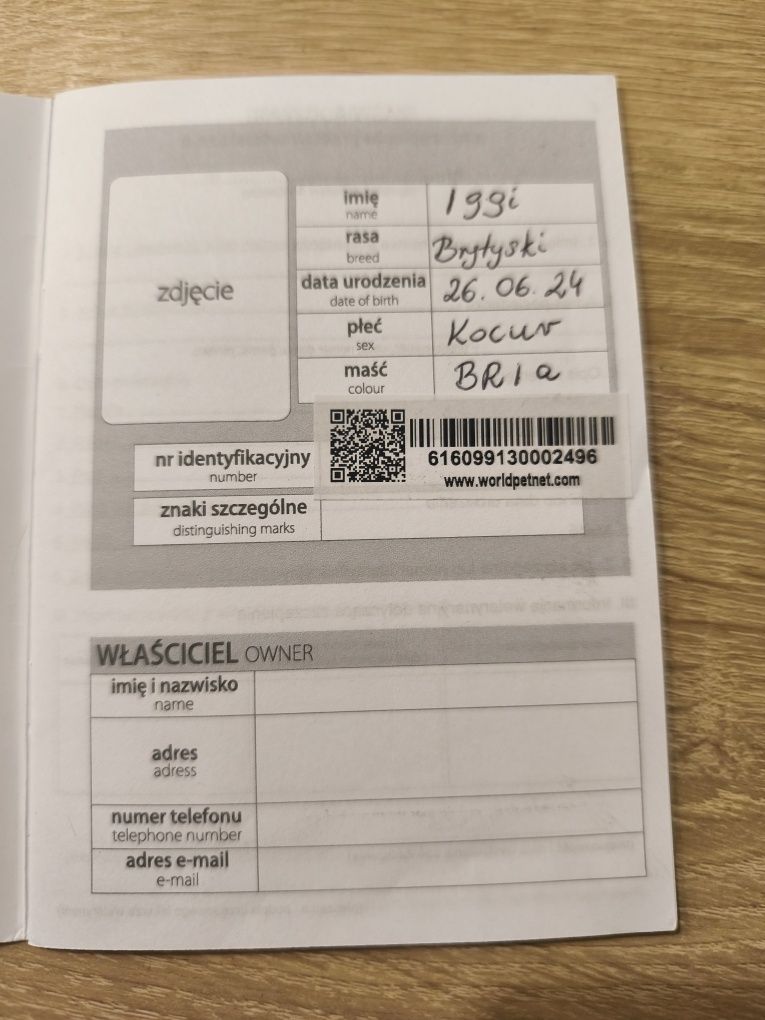 zdjęcie
imię Iggi
name
rasa Brytyski
breed
data urodzenia 26.06.24
date of birth
płeć Kocur
sex
maść BRI a
colour
nr identyfikacyjny
number
616099130002496
www.worldpetnet.com
znaki szczególne
distinguishing marks
WŁAŚCICIEL OWNER
imię i nazwisko
name
adres
adress
numer telefonu
telephone number
adres e-mail
e-mail